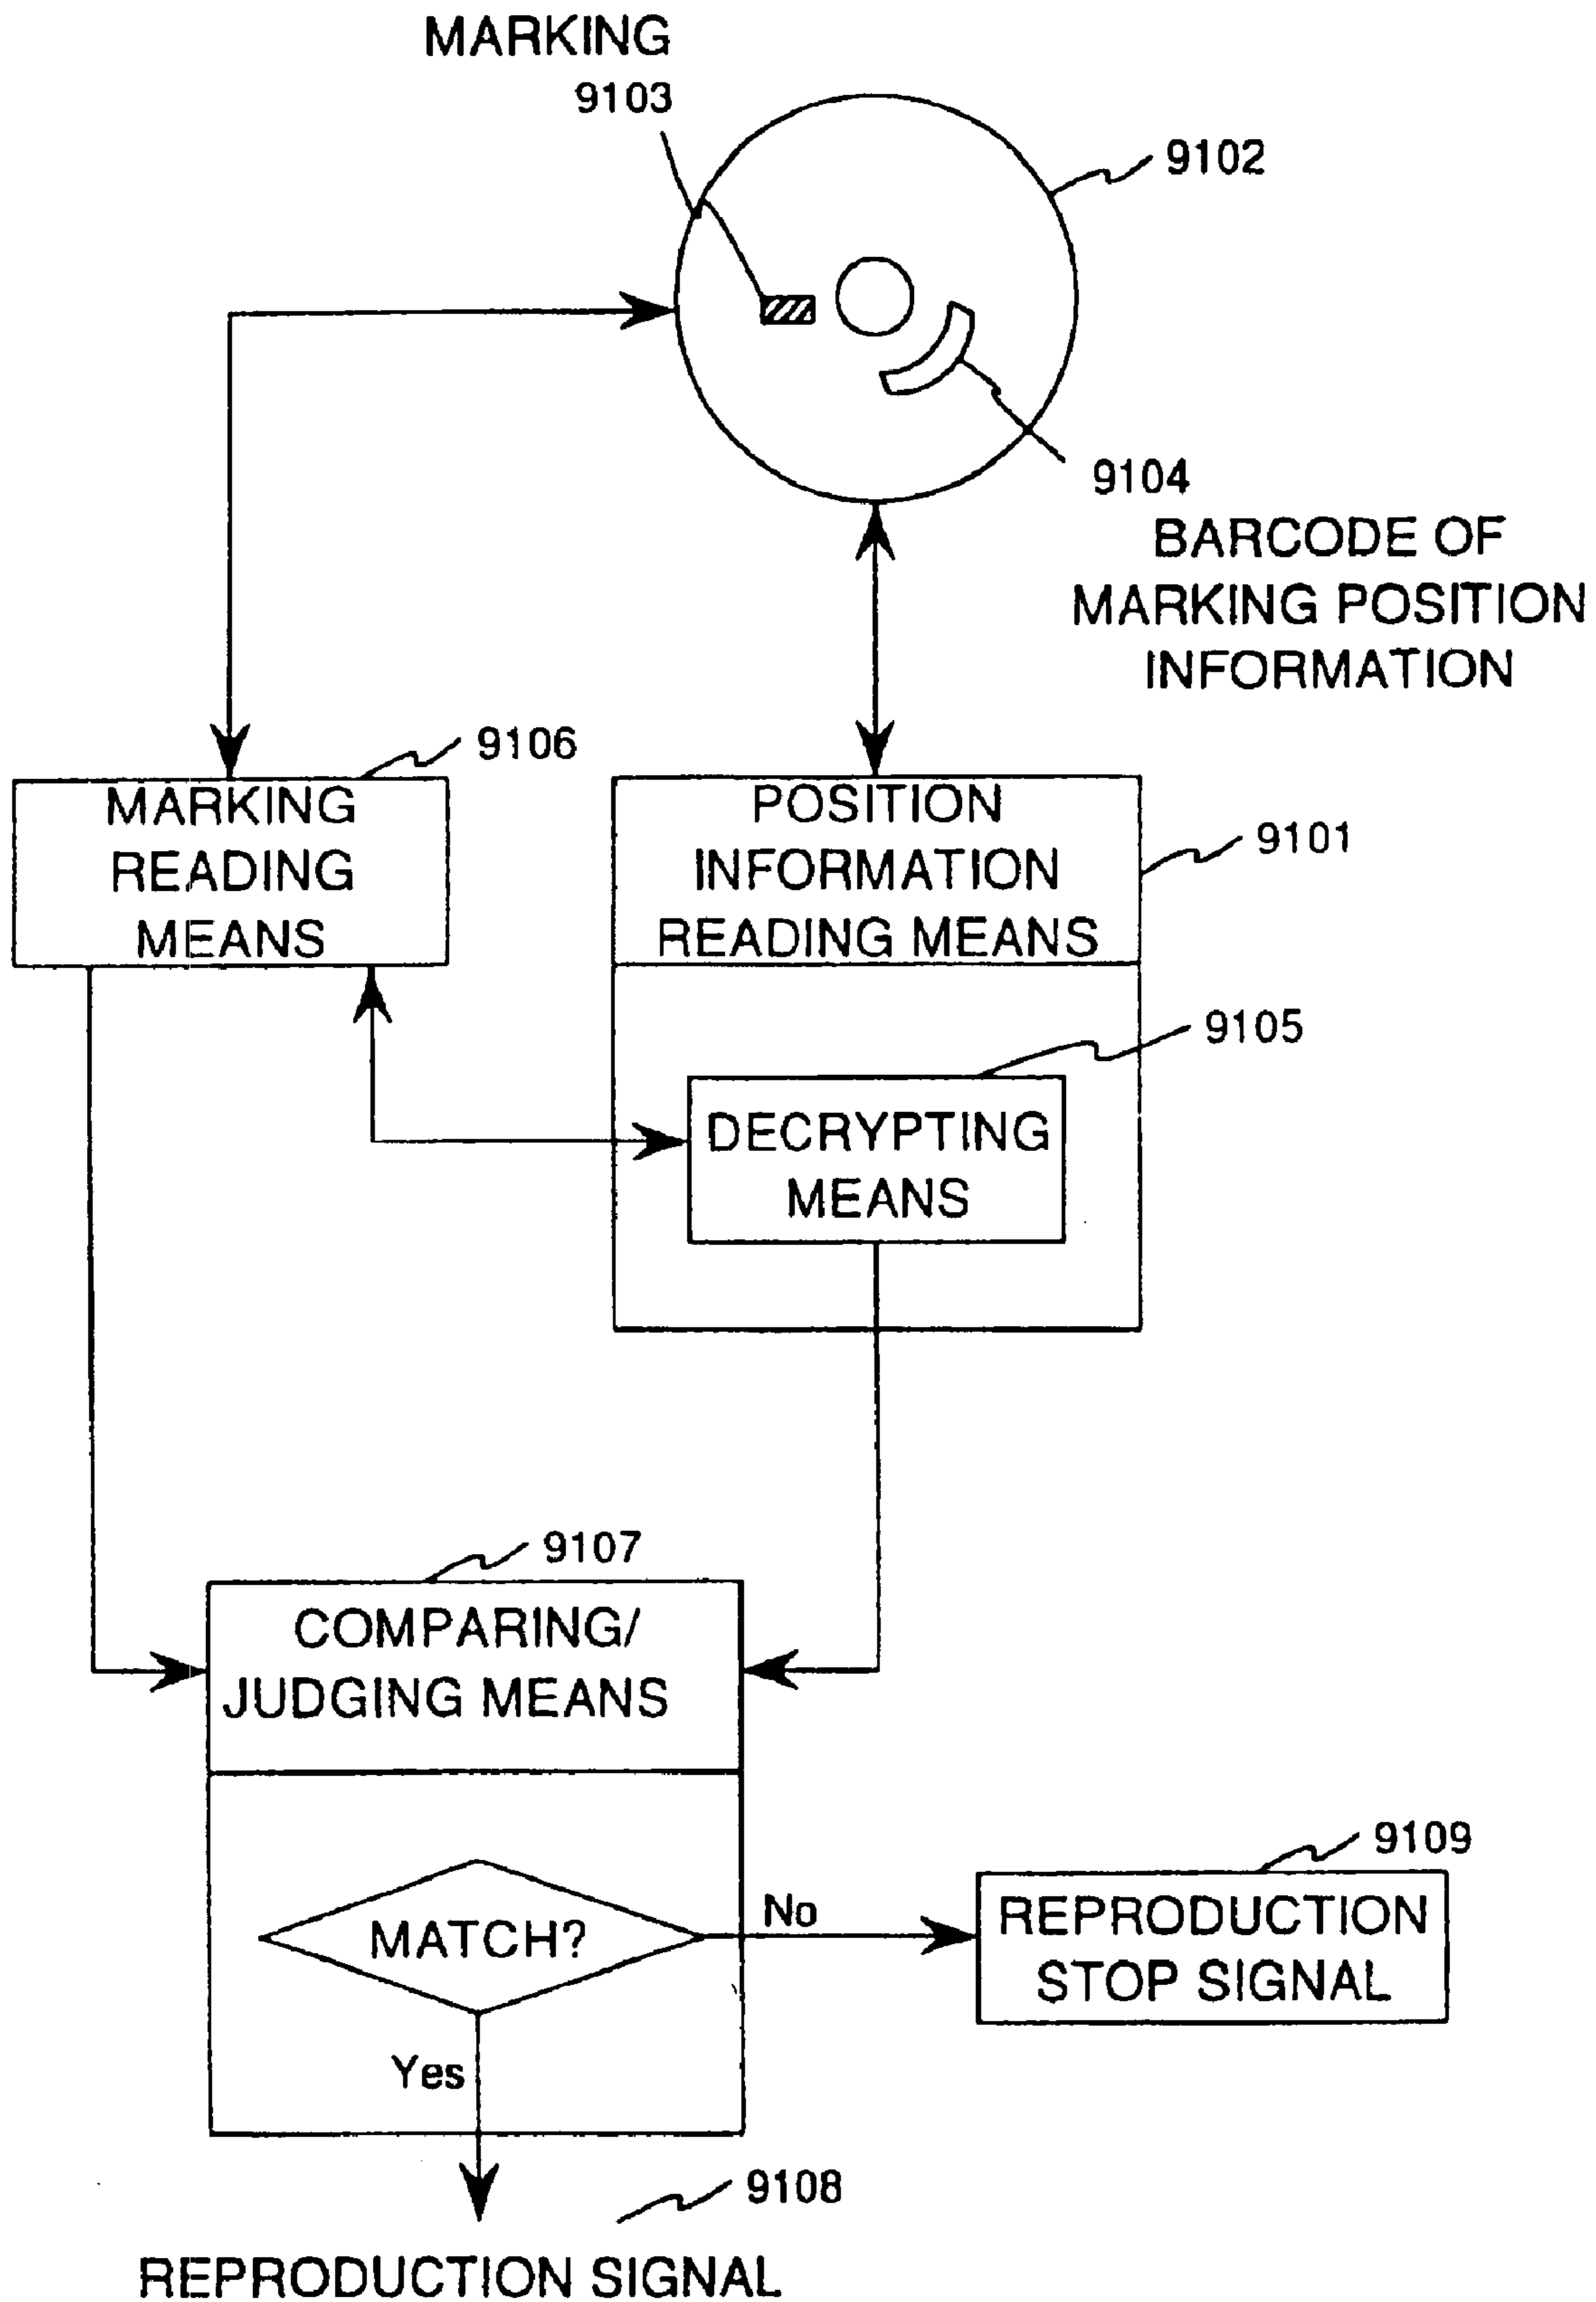 MARKING
9103
9102
9104
BARCODE OF
MARKING POSITION
INFORMATION
9106
MARKING
READING
MEANS
POSITION
INFORMATION
READING MEANS
9101
9105
DECRYPTING
MEANS
9107
COMPARING/
JUDGING MEANS
MATCH?
No
9109
REPRODUCTION
STOP SIGNAL
Yes
9108
REPRODUCTION SIGNAL